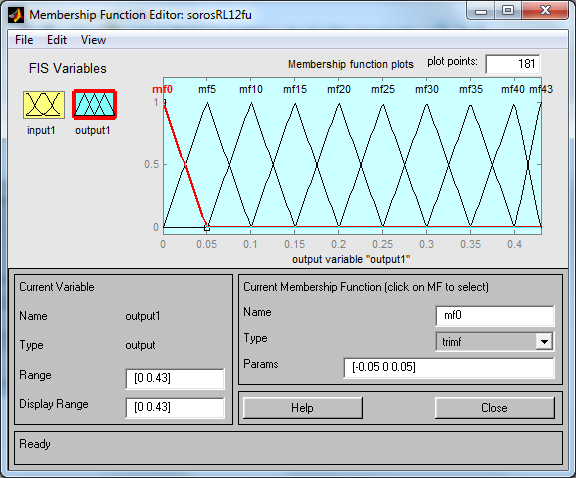 Membership Function Editor: sorosRL12fu
File Edit View
FIS Variables
Membership function plots plot points: 181
input1 output1
mf0 mf5 mf10 mf15 mf20 mf25 mf30 mf35 mf40 mf43
1
0.5
0
0 0.05 0.1 0.15 0.2 0.25 0.3 0.35 0.4
output variable "output1"
Current Variable
Name output1
Type output
Range [0 0.43]
Display Range [0 0.43]
Current Membership Function (click on MF to select)
Name mf0
Type trimf
Params [-0.05 0 0.05]
Help Close
Ready